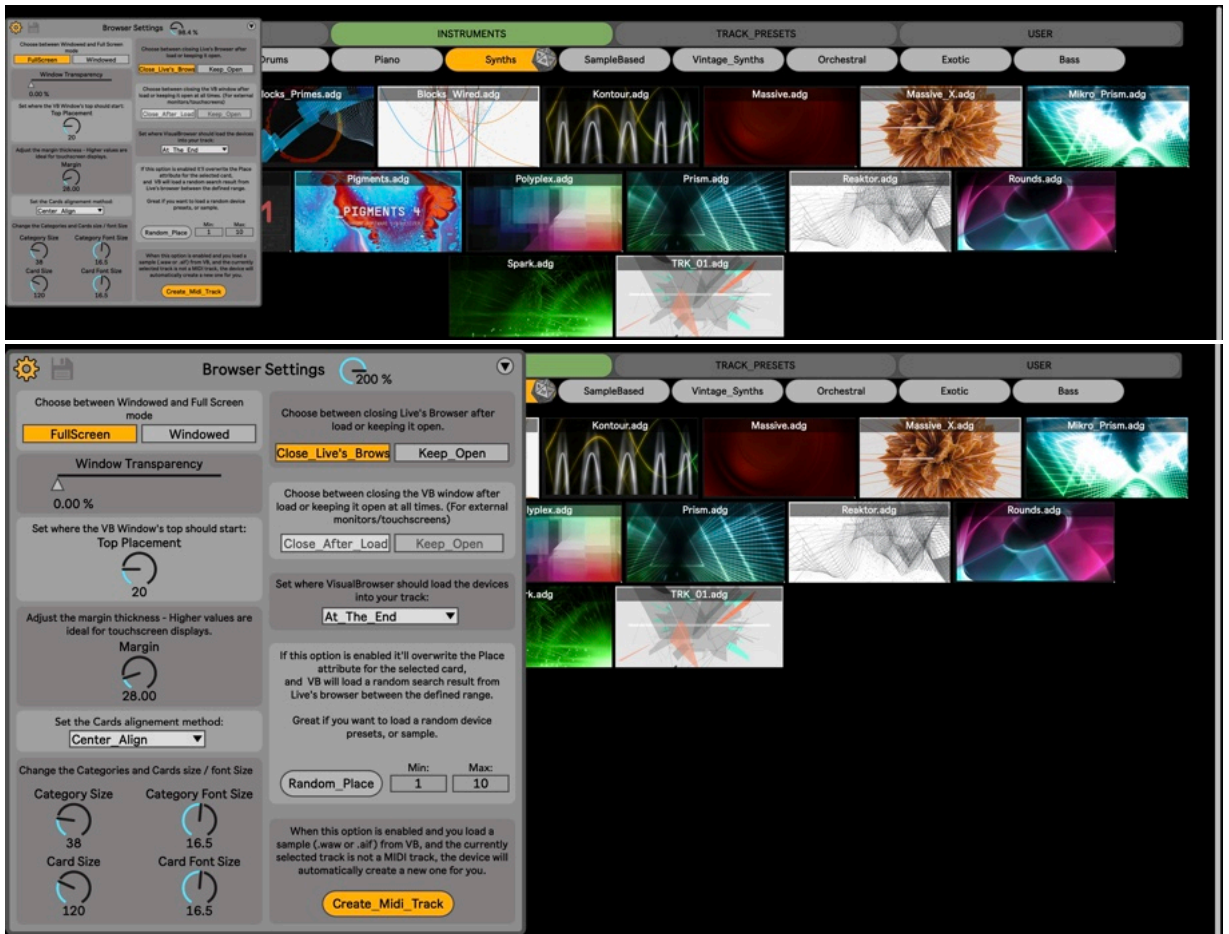 Browser Settings
98.4 %
Choose between Windowed and Full Screen
mode
FullScreen Windowed
Window Transparency
0.00 %
Set where the VB Window's top should start:
Top Placement
20
Adjust the margin thickness - Higher values are
ideal for touchscreen displays.
Margin
28.00
Set the Cards alignement method:
Center_Align
Change the Categories and Cards size / font Size
Category Size Category Font Size
38 16.5
Card Size Card Font Size
120 16.5
Choose between closing Live's Browser after
load or keeping it open.
Close_Live's_Brows Keep_Open
Choose between closing the VB window after
load or keeping it open at all times. (For external
monitors/touchscreens)
Close_After_Load Keep_Open
Set where VisualBrowser should load the devices
into your track:
At_The_End
If this option is enabled it'll overwrite the Place
attribute for the selected card,
and VB will load a random search result from
Live's browser between the defined range.
Great if you want to load a random device
presets, or sample.
Min: Max:
Random_Place 1 10
When this option is enabled and you load a
sample (.waw or .aif) from VB, and the currently
selected track is not a MIDI track, the device will
automatically create a new one for you.
Create_Midi_Track
INSTRUMENTS TRACK_PRESETS USER
Drums Piano Synths SampleBased Vintage_Synths Orchestral Exotic Bass
locks_Primes.adg Blocks_Wired.adg Kontour.adg Massive.adg Massive_X.adg Mikro_Prism.adg
Pigments.adg Polyplex.adg Prism.adg Reaktor.adg Rounds.adg
PIGMENTS 4
Spark.adg TRK_01.adg
Browser Settings
200 %
Choose between Windowed and Full Screen
mode
FullScreen Windowed
Window Transparency
0.00 %
Set where the VB Window's top should start:
Top Placement
20
Adjust the margin thickness - Higher values are
ideal for touchscreen displays.
Margin
28.00
Set the Cards alignement method:
Center_Align
Change the Categories and Cards size / font Size
Category Size Category Font Size
38 16.5
Card Size Card Font Size
120 16.5
Choose between closing Live's Browser after
load or keeping it open.
Close_Live's_Brows Keep_Open
Choose between closing the VB window after
load or keeping it open at all times. (For external
monitors/touchscreens)
Close_After_Load Keep_Open
Set where VisualBrowser should load the devices
into your track:
At_The_End
If this option is enabled it'll overwrite the Place
attribute for the selected card,
and VB will load a random search result from
Live's browser between the defined range.
Great if you want to load a random device
presets, or sample.
Min: Max:
Random_Place 1 10
When this option is enabled and you load a
sample (.waw or .aif) from VB, and the currently
selected track is not a MIDI track, the device will
automatically create a new one for you.
Create_Midi_Track
TRACK_PRESETS USER
SampleBased Vintage_Synths Orchestral Exotic Bass
Kontour.adg Massive.adg Massive_X.adg Mikro_Prism.adg
lyplex.adg Prism.adg Reaktor.adg Rounds.adg
rk.adg TRK_01.adg